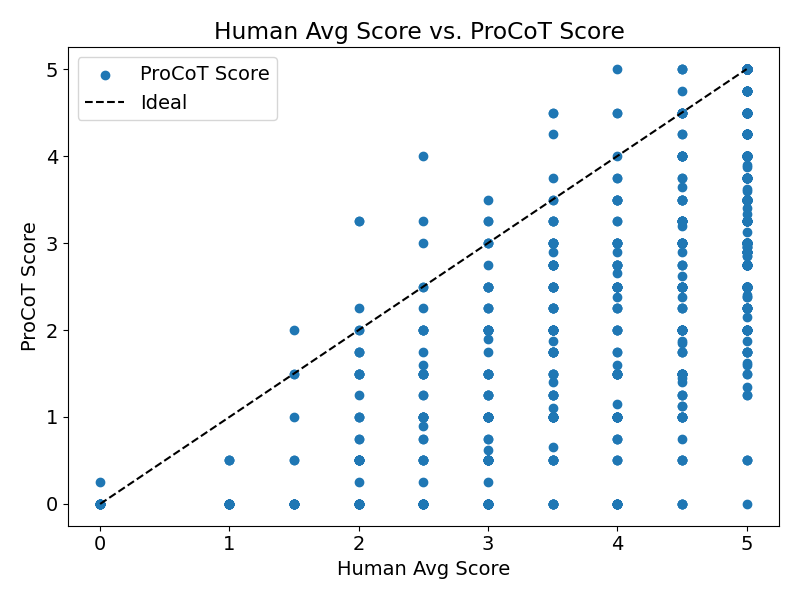 Human Avg Score vs. ProCoT Score
ProCoT Score
Ideal
ProCoT Score
5
4
3
2
1
0
0 1 2 3 4 5
Human Avg Score